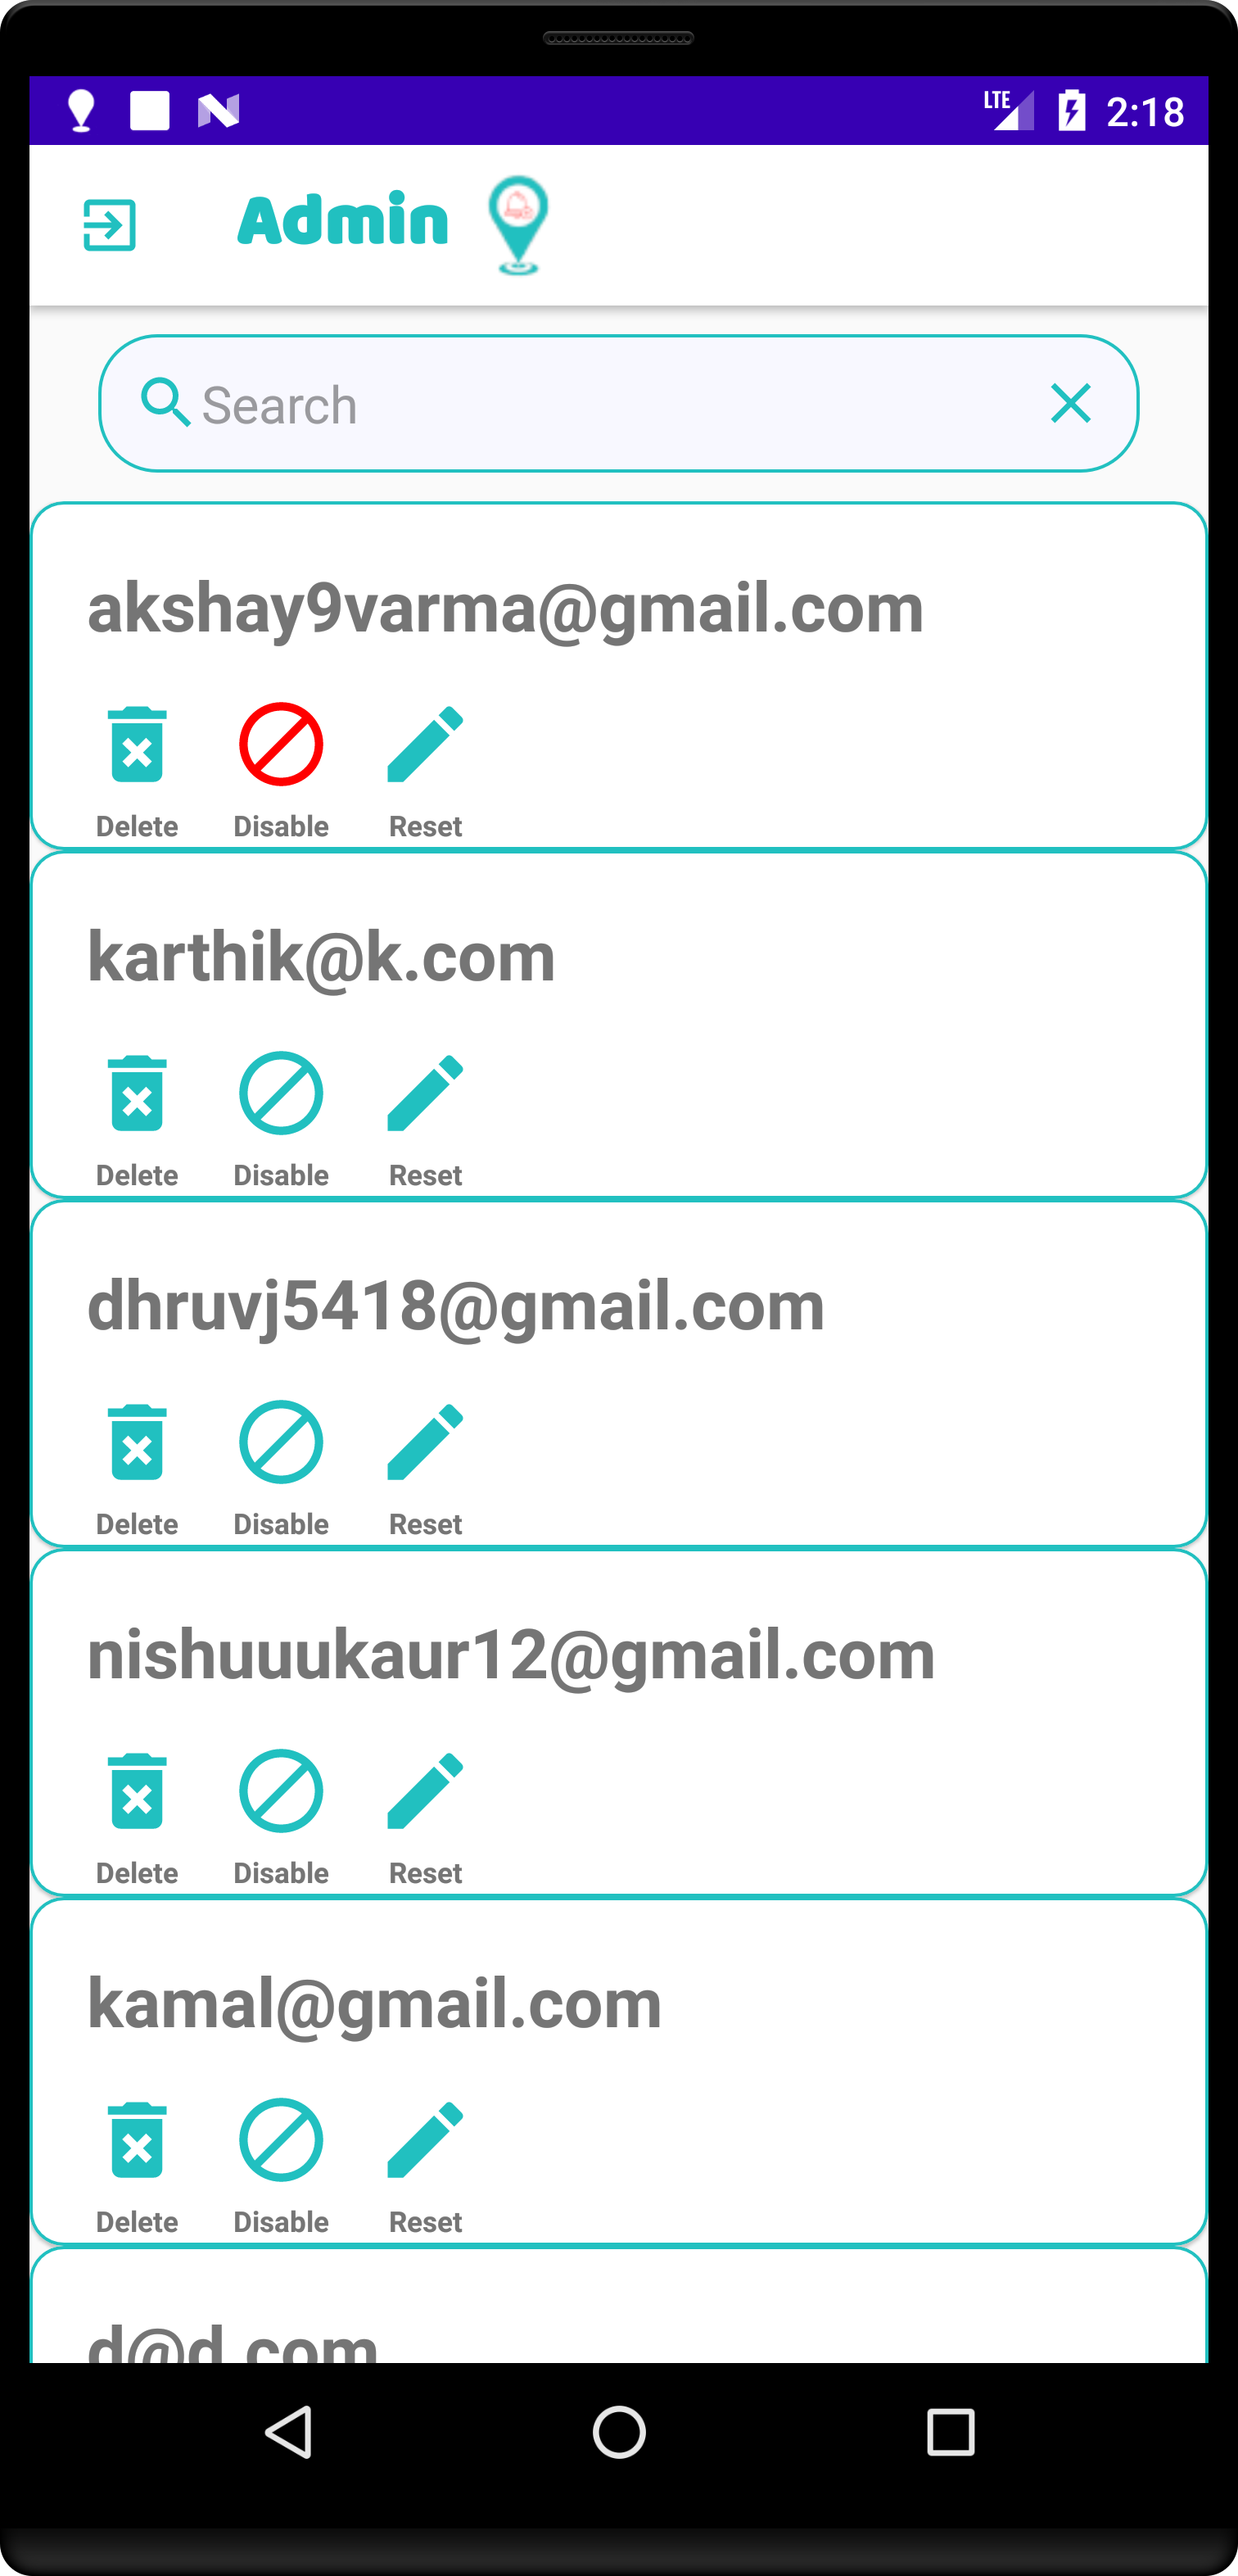 LTE 2:18
Admin
Search
akshay9varma@gmail.com
Delete Disable Reset
karthik@k.com
Delete Disable Reset
dhruvj5418@gmail.com
Delete Disable Reset
nishuuukaur12@gmail.com
Delete Disable Reset
kamal@gmail.com
Delete Disable Reset
d@d.com